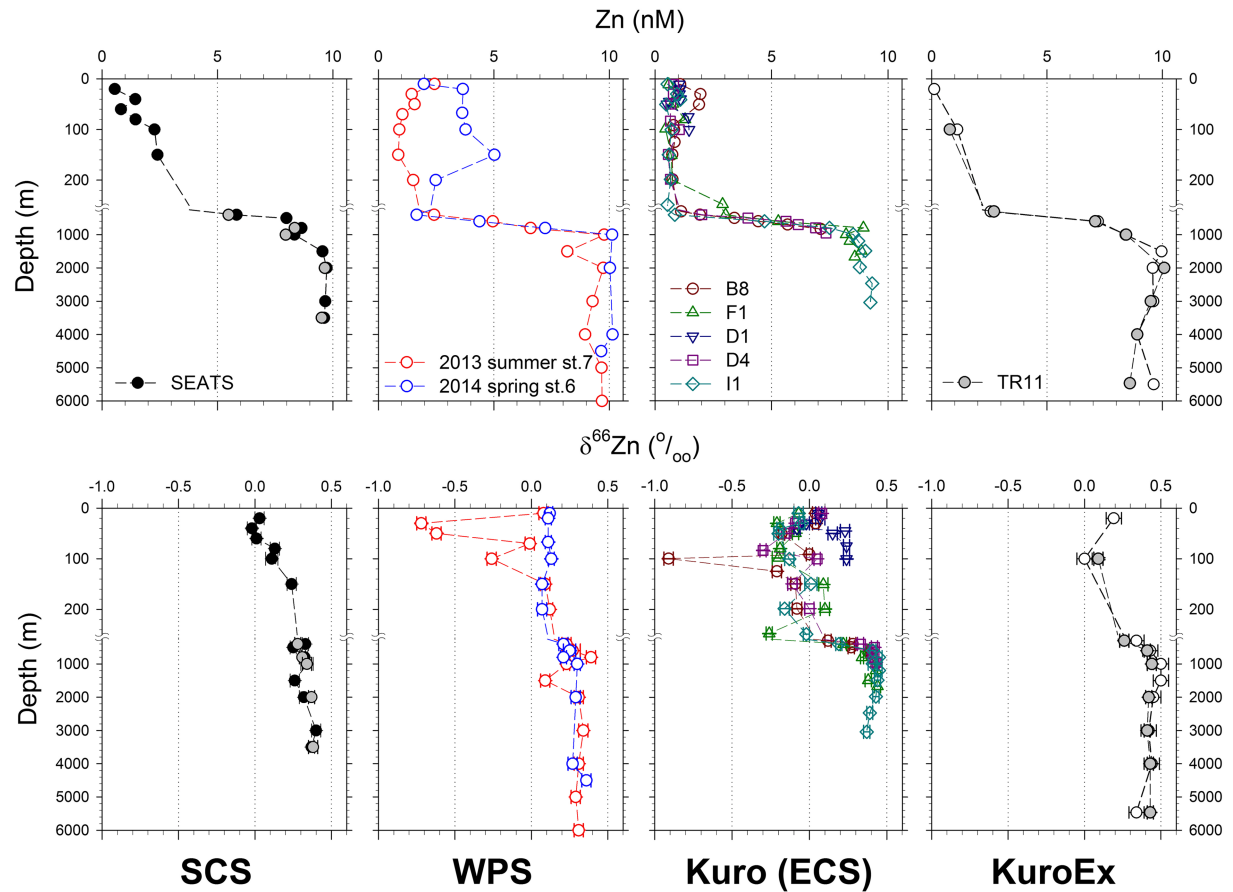 Zn (nM)
0 5 10 0 5 10 0 5 10 0 5 10
Depth (m)
0 0
100 100
200 200
1000 1000
2000 2000
3000 3000
4000 4000
5000 5000
6000 6000
SEATS
2013 summer st.7
2014 spring st.6
B8
F1
D1
D4
I1
TR11
δ⁶⁶Zn (o/oo)
-1.0 -0.5 0.0 0.5 -1.0 -0.5 0.0 0.5 -1.0 -0.5 0.0 0.5 -1.0 -0.5 0.0 0.5
Depth (m)
0 0
100 100
200 200
1000 1000
2000 2000
3000 3000
4000 4000
5000 5000
6000 6000
SCS WPS Kuro (ECS) KuroEx